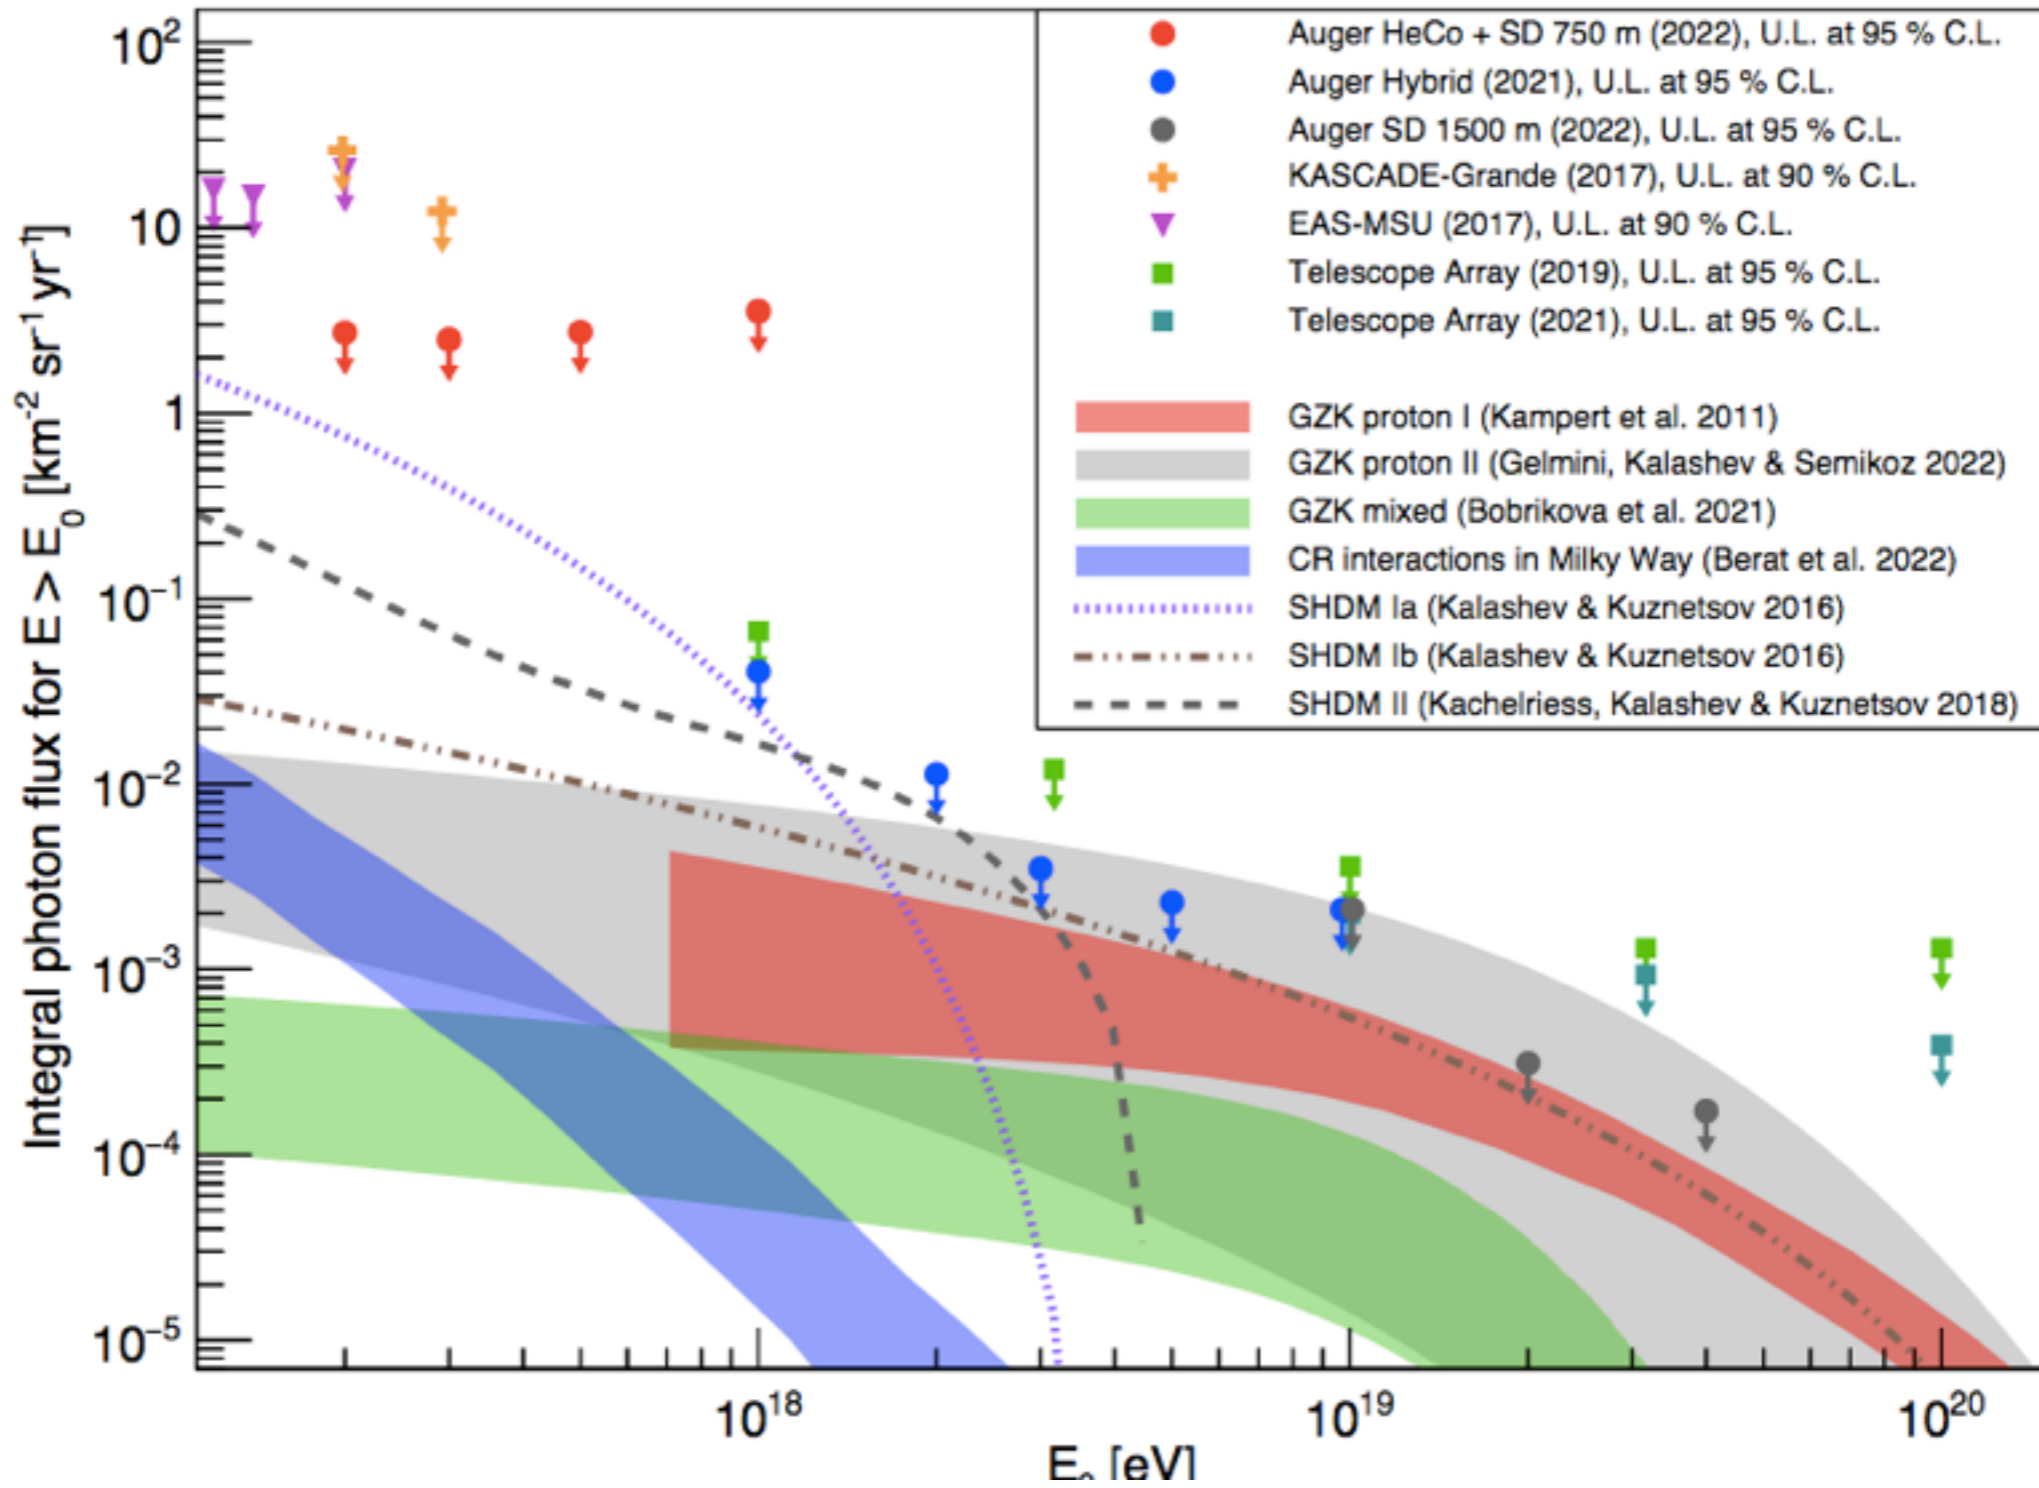 10²
10
1
10⁻¹
10⁻²
10⁻³
10⁻⁴
10⁻⁵
Integral photon flux for E > E₀ [km⁻² sr⁻¹ yr⁻¹]
Auger HeCo + SD 750 m (2022), U.L. at 95 % C.L.
Auger Hybrid (2021), U.L. at 95 % C.L.
Auger SD 1500 m (2022), U.L. at 95 % C.L.
KASCADE-Grande (2017), U.L. at 90 % C.L.
EAS-MSU (2017), U.L. at 90 % C.L.
Telescope Array (2019), U.L. at 95 % C.L.
Telescope Array (2021), U.L. at 95 % C.L.
GZK proton I (Kampert et al. 2011)
GZK proton II (Gelmini, Kalashev & Semikoz 2022)
GZK mixed (Bobrikova et al. 2021)
CR interactions in Milky Way (Berat et al. 2022)
SHDM Ia (Kalashev & Kuznetsov 2016)
SHDM Ib (Kalashev & Kuznetsov 2016)
SHDM II (Kachelriess, Kalashev & Kuznetsov 2018)
10¹⁸
10¹⁹
10²⁰
E₀ [eV]